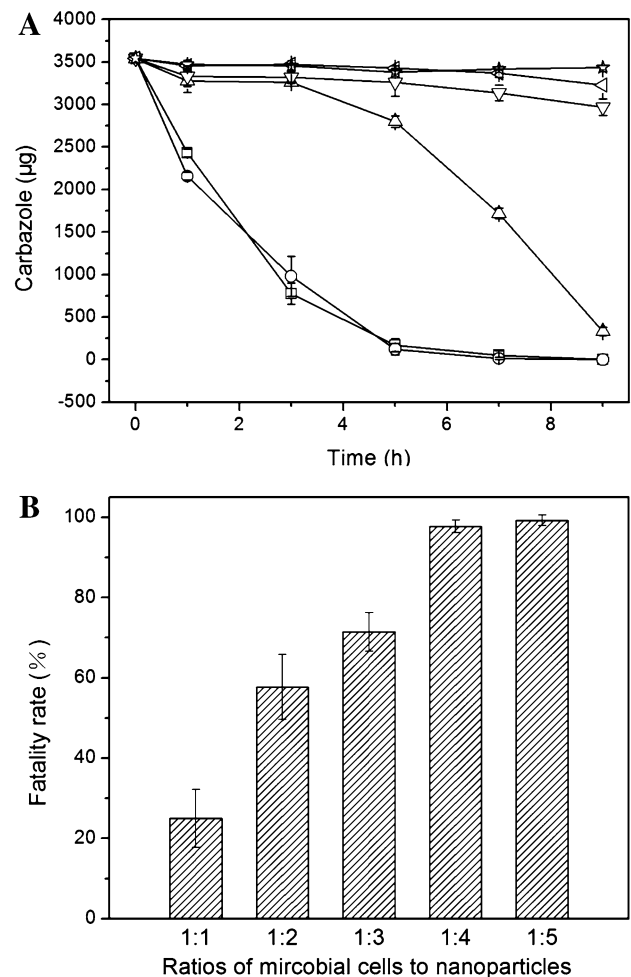 A
4000
3500
3000
2500
2000
1500
1000
500
0
-500
Carbazole (μg)
0 2 4 6 8
Time (h)
B
100
80
60
40
20
0
Fatality rate (%)
1:1 1:2 1:3 1:4 1:5
Ratios of mircobial cells to nanoparticles